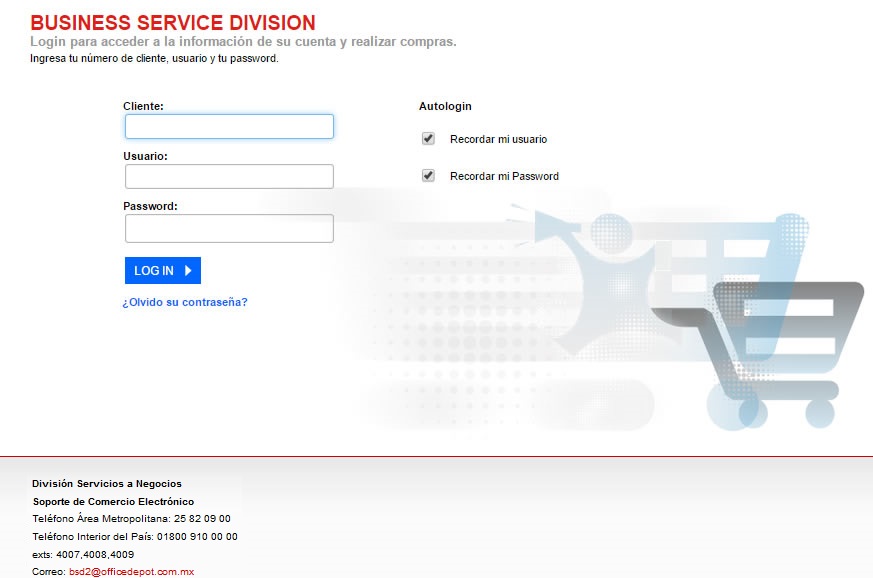 BUSINESS SERVICE DIVISION
Login para acceder a la información de su cuenta y realizar compras.
Ingresa tu número de cliente, usuario y tu password.
Cliente:
Usuario:
Password:
LOG IN
¿Olvido su contraseña?
Autologin
Recordar mi usuario
Recordar mi Password
División Servicios a Negocios
Soporte de Comercio Electrónico
Teléfono Área Metropolitana: 25 82 09 00
Teléfono Interior del País: 01800 910 00 00
exts: 4007,4008,4009
Correo: bsd2@officedepot.com.mx